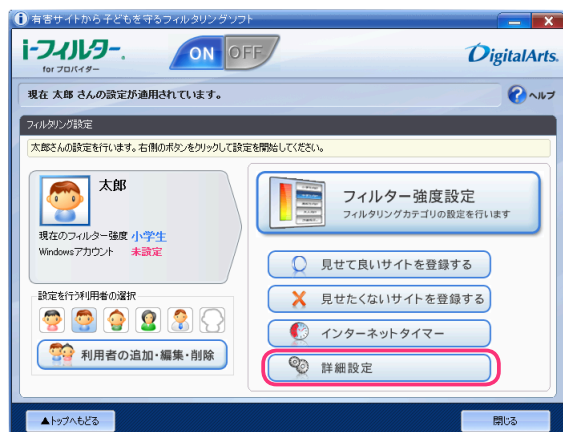 有害サイトから子どもを守るフィルタリングソフト
i-フィルター.
for プロバイダー
ON OFF
DigitalArts.
現在 太郎 さんの設定が適用されています。
ヘルプ
フィルタリング設定
太郎さんの設定を行います。右側のボタンをクリックして設定を開始してください。
太郎
現在のフィルター強度 小学生
Windowsアカウント 未設定
設定を行う利用者の選択
利用者の追加・編集・削除
フィルター強度設定
フィルタリングカテゴリの設定を行います
見せて良いサイトを登録する
見せたくないサイトを登録する
インターネットタイマー
詳細設定
▲トップへもどる
閉じる